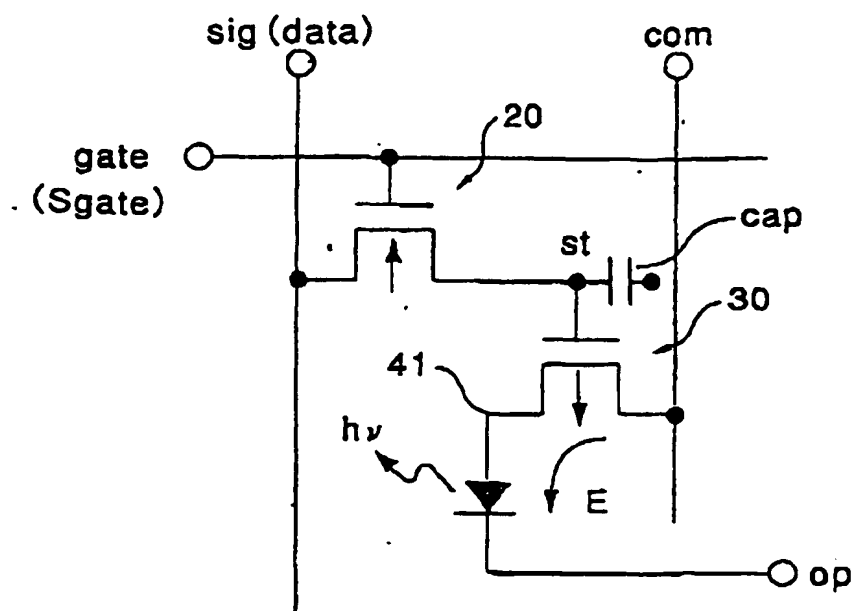 sig (data)
com
20
gate
(Sgate)
cap
st
30
41
hν
E
op